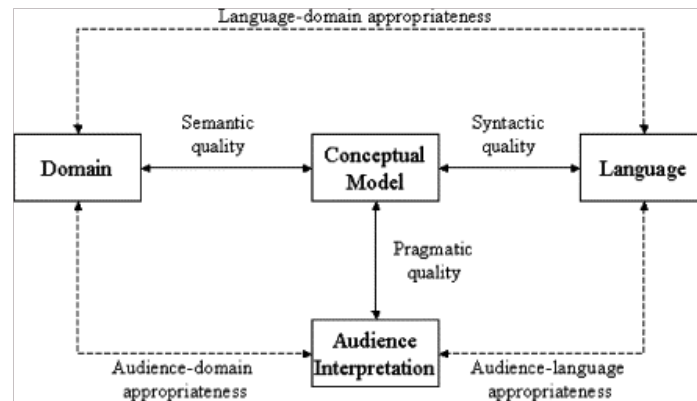 Language-domain appropriateness
Semantic
quality
Syntactic
quality
Domain
Conceptual
Model
Language
Pragmatic
quality
Audience
Interpretation
Audience-domain
appropriateness
Audience-language
appropriateness